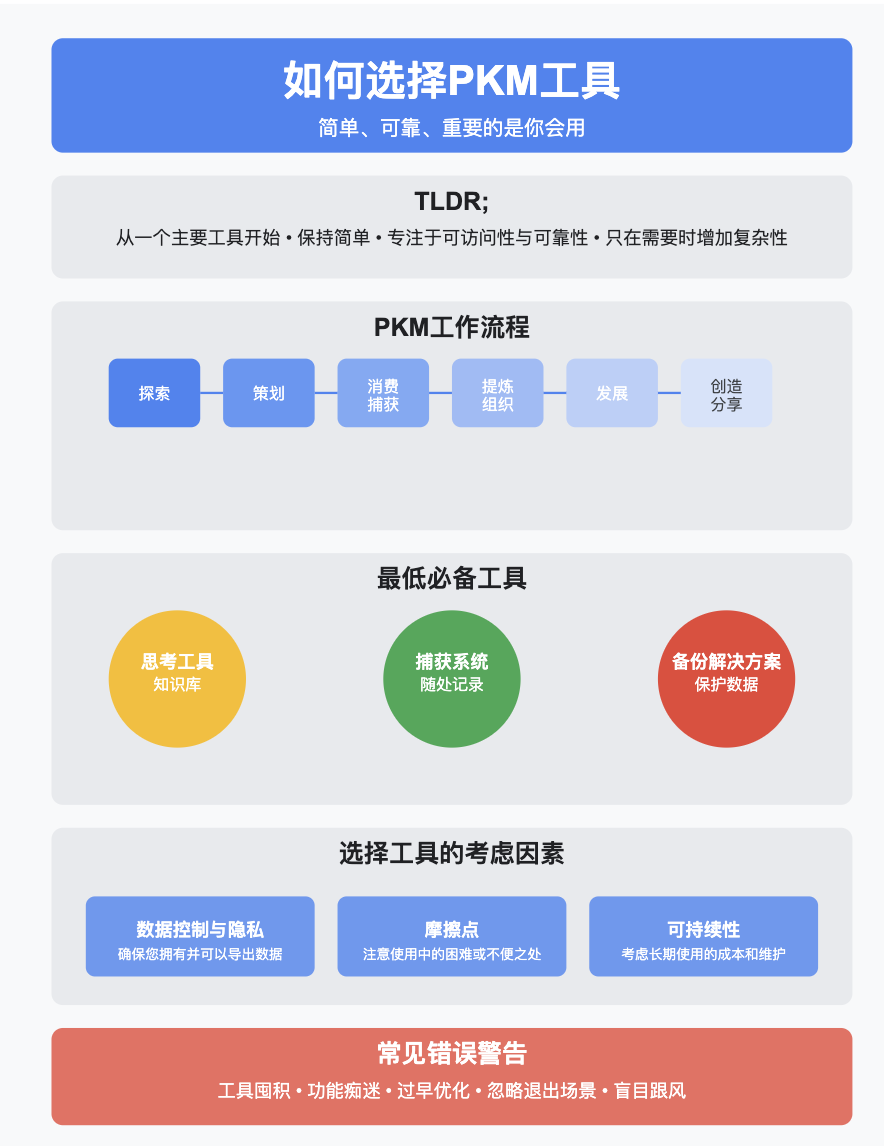 如何选择PKM工具
简单、可靠、重要的是你会用
TLDR;
从一个主要工具开始 • 保持简单 • 专注于可访问性与可靠性 • 只在需要时增加复杂性
PKM工作流程
探索
策划
消费
捕获
提炼
组织
发展
创造
分享
最低必备工具
思考工具
知识库
捕获系统
随处记录
备份解决方案
保护数据
选择工具的考虑因素
数据控制与隐私
确保您拥有并可以导出数据
摩擦点
注意使用中的困难或不便之处
可持续性
考虑长期使用的成本和维护
常见错误警告
工具囤积 • 功能痴迷 • 过早优化 • 忽略退出场景 • 盲目跟风